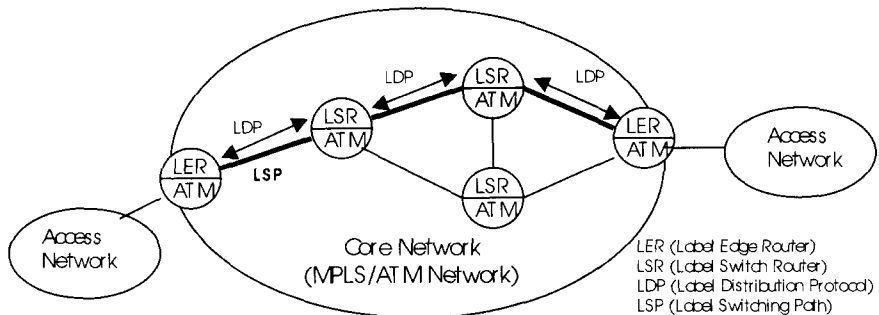 LDP
LSR
ATM
LDP
LDP
LSR
ATM
LER
ATM
Access
Network
LER
ATM
LSP
LSR
ATM
Access
Network
Core Network
(MPLS/ATM Network)
LER (Label Edge Router)
LSR (Label Switch Router)
LDP (Label Distribution Protocol)
LSP (Label Switching Path)